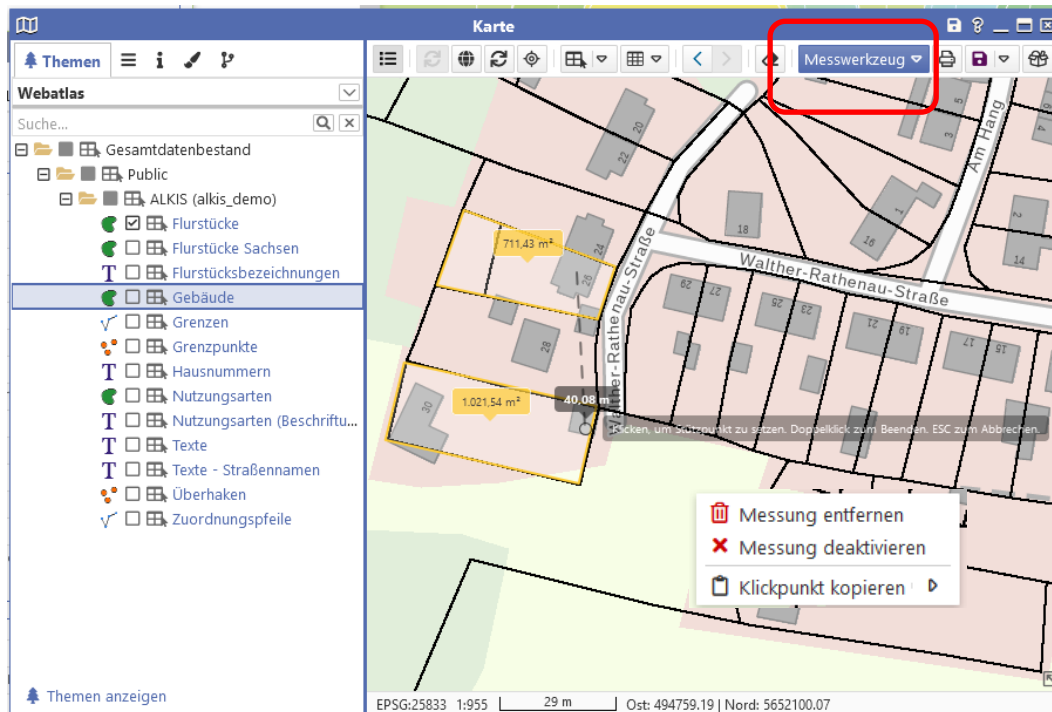 Karte
Themen
Messwerkzeug
Webatlas
Suche...
Gesamtdatenbestand
Public
ALKIS (alkis_demo)
Flurstücke
Flurstücke Sachsen
Flurstücksbezeichnungen
Gebäude
Grenzen
Grenzpunkte
Hausnummern
Nutzungsarten
Nutzungsarten (Beschriftu...
Texte
Texte - Straßennamen
Überhaken
Zuordnungspfeile
Themen anzeigen
20
22
5
3
Am Hang
18
1
16
2
14
711,43 m²
24
26
Walther-Rathenau-Straße
Walther-Rathenau-Straße
29
27
25
23
21
19
17
15
28
30
1.021,54 m²
40,08 m
Klicken, um Stützpunkt zu setzen. Doppelklick zum Beenden. ESC zum Abbrechen.
Messung entfernen
Messung deaktivieren
Klickpunkt kopieren
EPSG:25833 1:955 29 m Ost: 494759.19 | Nord: 5652100.07